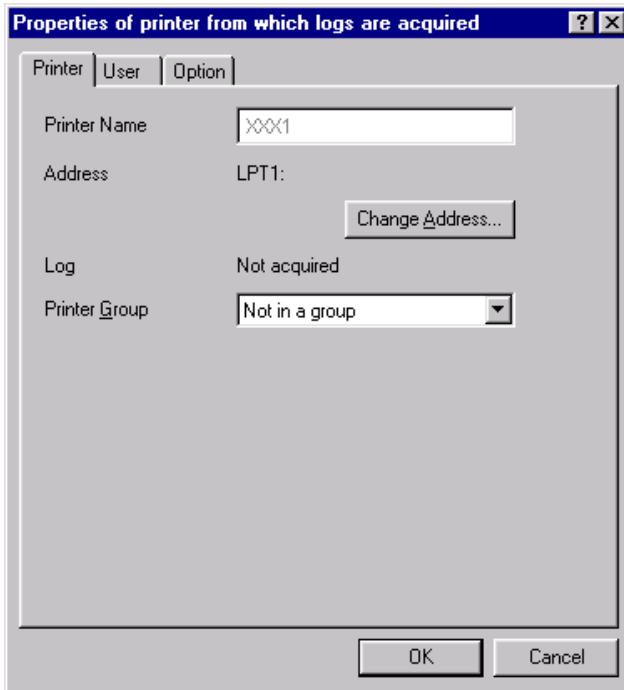 Properties of printer from which logs are acquired
Printer User Option
Printer Name XXX1
Address LPT1:
Change Address...
Log Not acquired
Printer Group Not in a group
OK Cancel